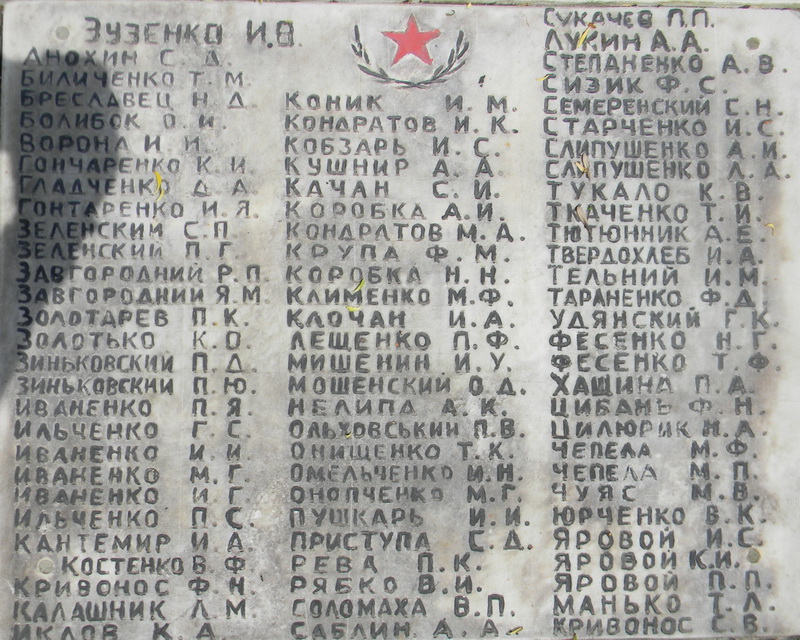 ЗУЗЕНКО И.В.
АНОХИН С. Д.
БИЛИЧЕНКО Т. М.
БРЕСЛАВЕЦ Н. Д.
БОЛИБОК О. И.
ВОРОНА И. И.
ГОНЧАРЕНКО К И
ГЛАДЧЕНКО Д А
ГОНТАРЕНКО И.Я.
ЗЕЛЕНСКИЙ С.П.
ЗЕЛЕНСКИЙ П.Г.
ЗАВГОРОДНИЙ Р.П.
ЗАВГОРОДНИЙ Я.М.
ЗОЛОТАРЕВ П.К.
ЗОЛОТЬКО К.О.
ЗИНЬКОВСКИЙ П.Д.
ЗИНЬКОВСКИЙ П.Ю.
ИВАНЕНКО П.Я.
ИЛЬЧЕНКО Г.С.
ИВАНЕНКО И.И
ИВАНЕНКО М.Г.
ИВАНЕНКО И.Г.
ИЛЬЧЕНКО П.С.
КАНТЕМИР И А.
КОСТЕНКО В.Ф
КРИВОНОС Ф.Н.
КАЛАШНИК Л М
ИКЛОВ К.А.
КОНИК И. М.
КОНДРАТОВ И. К.
КОБЗАРЬ И. С.
КУШНИР А. А.
КАЧАН С. И.
КОРОБКА А.И.
КОНДРАТОВ М.А.
КРУПА Ф.М.
КОРОБКА Н.Н.
КЛИМЕНКО М.Ф.
КЛОЧАН И.А.
ЛЕЩЕНКО П.Ф.
МИШЕНИН И.У.
МОШЕНСКИЙ О.Д.
НЕЛИПА А.К.
ОЛЬХОВСЬКИЙ П.В.
ОНИЩЕНКО Т.К.
ОМЕЛЬЧЕНКО И.Н.
ОНОПЧЕНКО М.Г.
ПУШКАРЬ И.И.
ПРИСТУПА С.Д.
РЕВА П.К.
РЯБКО В.И.
СОЛОМАХА В.П.
САБЛИН А.А.
СУКАЧЕВ П.П.
ЛУКИН А.А.
СТЕПАНЕНКО А.В.
СИЗИК Ф.С.
СЕМЕРЕНСКИЙ С.Н.
СТАРЧЕНКО И.С.
СЛИПУШЕНКО А.И.
СЛИПУШЕНКО Л.А.
ТУКАЛО К.В.
ТКАЧЕНКО Т.И.
ТЮТЮННИК А.Е.
ТВЕРДОХЛЕБ И.А.
ТЕЛЬНИЙ И.М.
ТАРАНЕНКО Ф.Д.
УДЯНСКИЙ Г.К.
ФЕСЕНКО Н.Г.
ФЕСЕНКО Т.Ф.
ХАЩИНА П.А.
ЦИБАНЬ Ф.Н.
ЦИЛЮРИК Н.А.
ЧЕПЕЛА М.Ф.
ЧЕПЕЛА М.П.
ЧУЯС М.В.
ЮРЧЕНКО В.К.
ЯРОВОЙ И.С.
ЯРОВОЙ К.И.
ЯРОВОЙ П.П.
МАНЬКО Т.Л.
КРИВОНОС С.В.